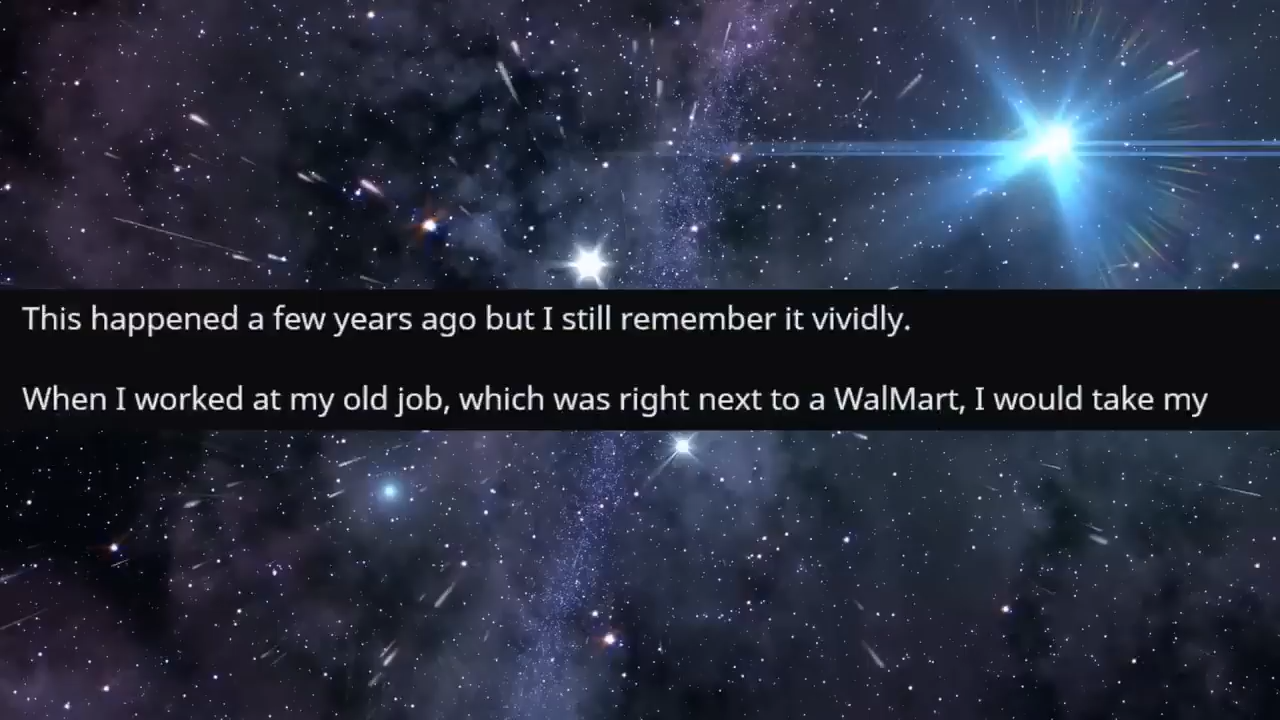 This happened a few years ago but I still remember it vividly.
When I worked at my old job, which was right next to a WalMart, I would take my